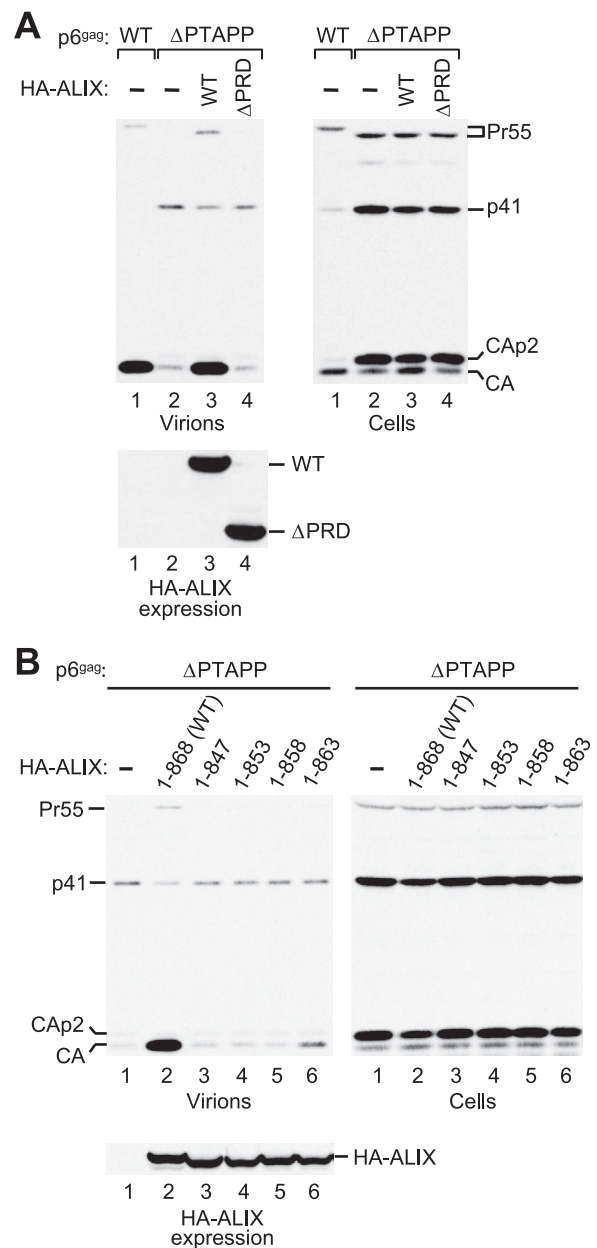 A
p6gag: WT ΔPTAPP WT ΔPTAPP
HA-ALIX: – – WT ΔPRD – – WT ΔPRD
Pr55
p41
CAp2
CA
1 2 3 4 1 2 3 4
Virions Cells
WT
ΔPRD
1 2 3 4
HA-ALIX
expression
B
p6gag: ΔPTAPP ΔPTAPP
HA-ALIX: – 1-868 (WT) 1-847 1-853 1-858 1-863 – 1-868 (WT) 1-847 1-853 1-858 1-863
Pr55
p41
CAp2
CA
1 2 3 4 5 6 1 2 3 4 5 6
Virions Cells
HA-ALIX
1 2 3 4 5 6
HA-ALIX
expression